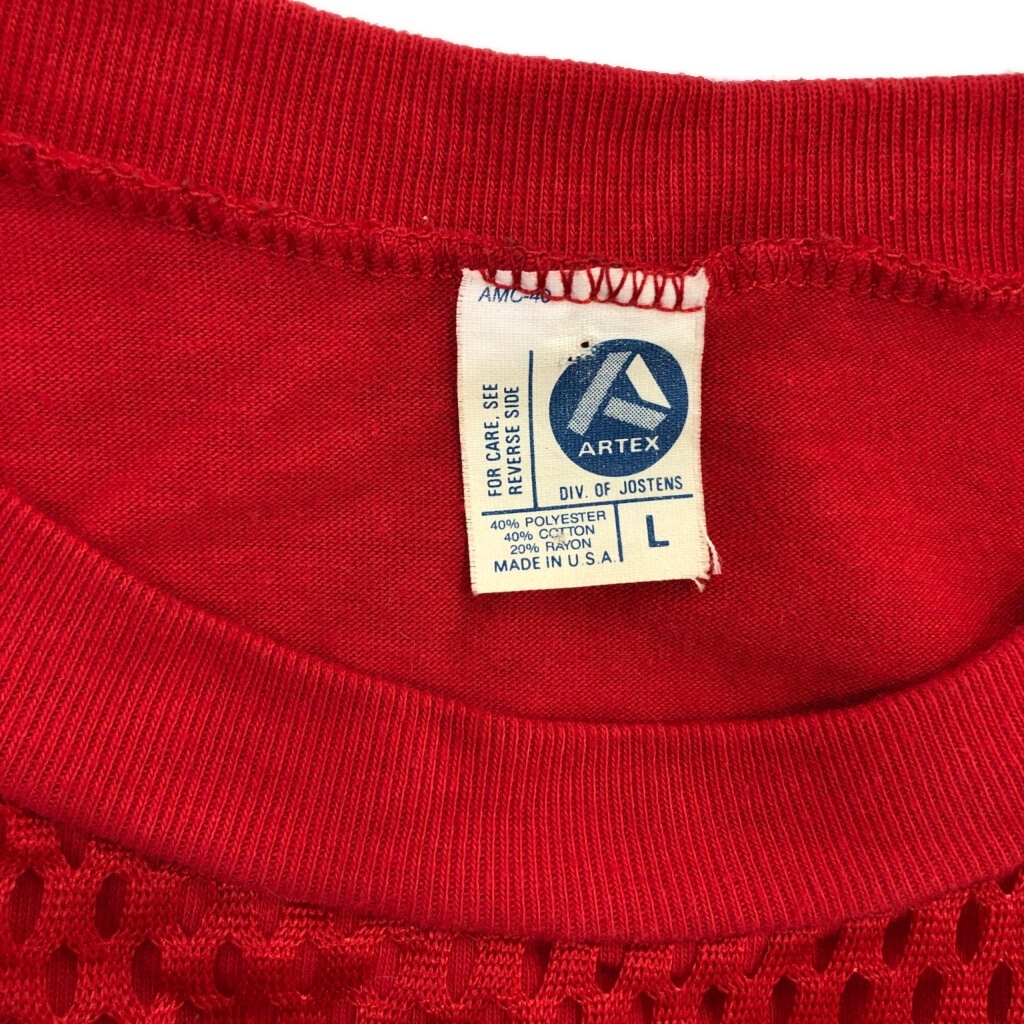 AMC-40
FOR CARE, SEE
REVERSE SIDE
ARTEX
DIV. OF JOSTENS
40% POLYESTER
40% COTTON
20% RAYON
MADE IN U.S.A.
L